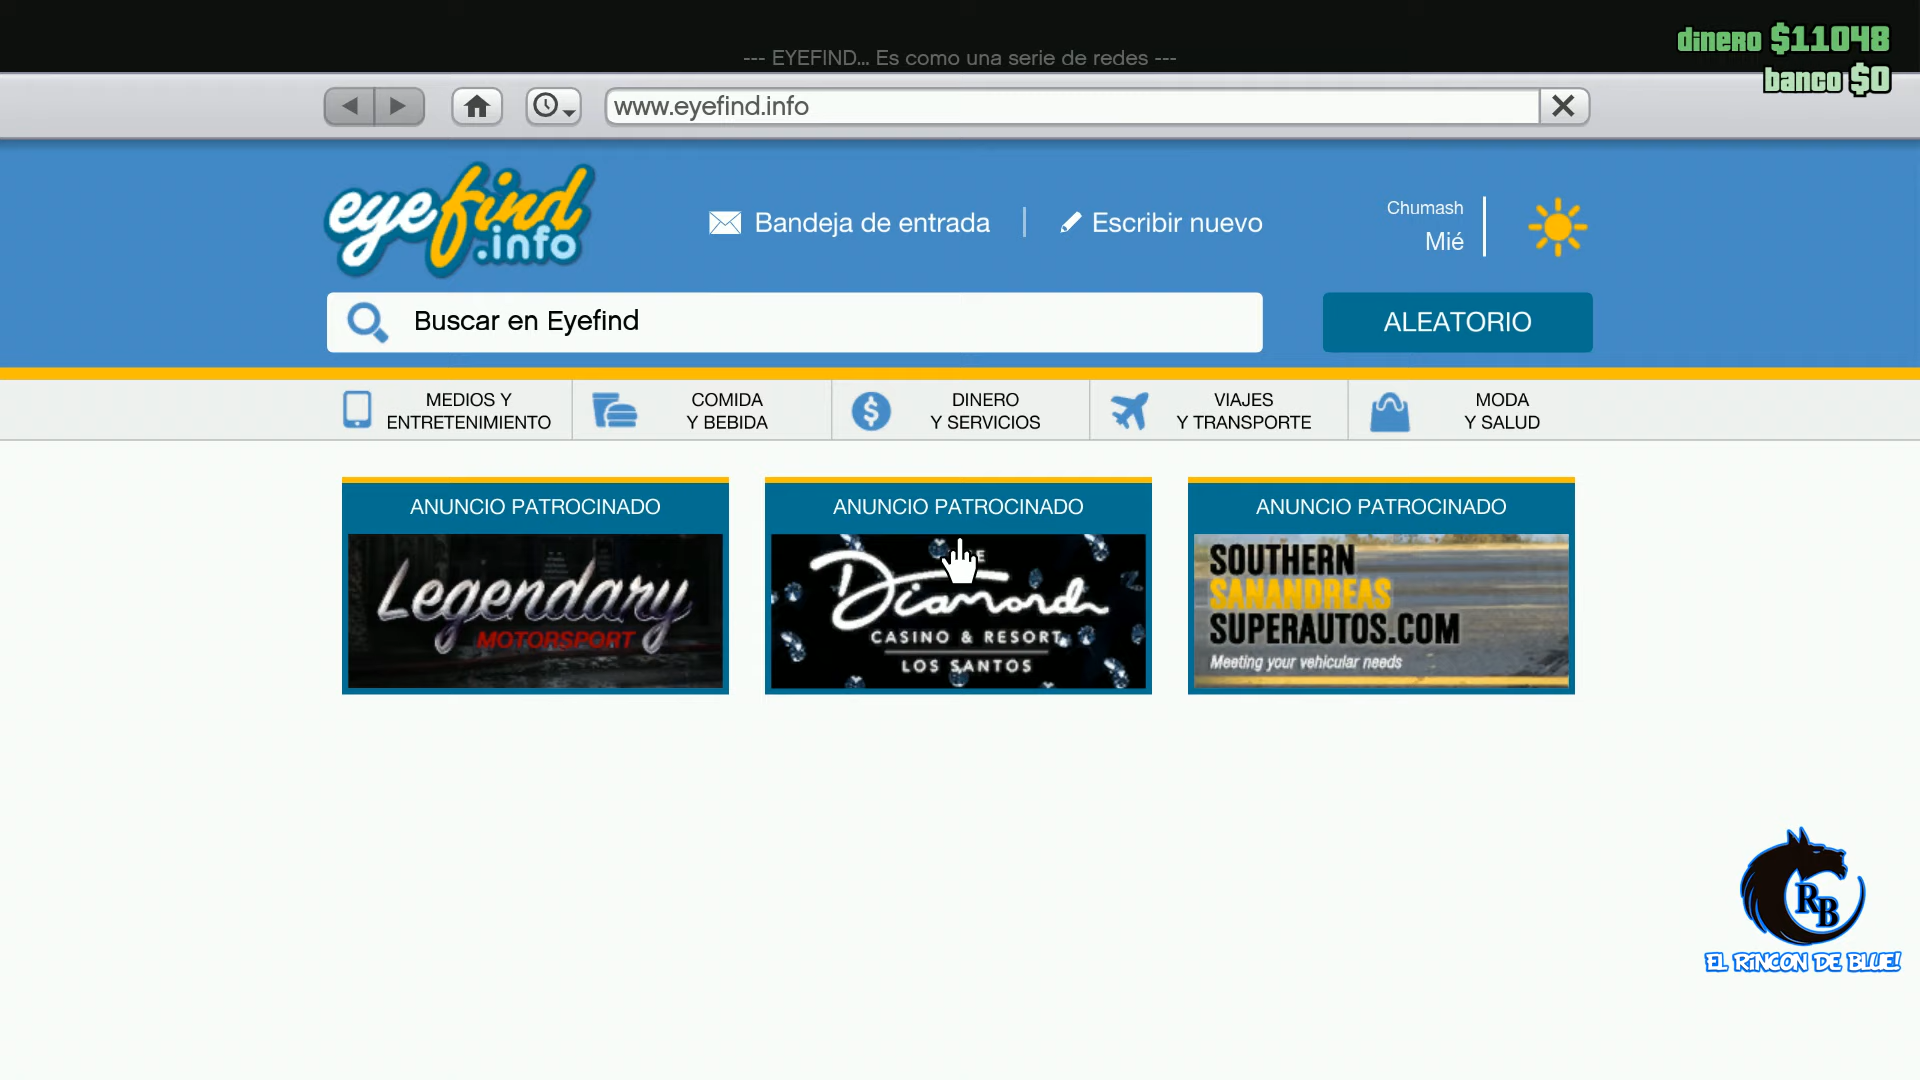 dinero $11048
--- EYEFIND... Es como una serie de redes ---
banco $0
www.eyefind.info
eyefind
.info
Bandeja de entrada
Escribir nuevo
Chumash
Mié
Buscar en Eyefind
ALEATORIO
MEDIOS Y
ENTRETENIMIENTO
COMIDA
Y BEBIDA
DINERO
Y SERVICIOS
VIAJES
Y TRANSPORTE
MODA
Y SALUD
ANUNCIO PATROCINADO
Legendary
MOTORSPORT
ANUNCIO PATROCINADO
Diamond
CASINO & RESORT
LOS SANTOS
ANUNCIO PATROCINADO
SOUTHERN
SANANDREAS
SUPERAUTOS.COM
Meeting your vehicular needs
RB
EL RINCON DE BLUE!